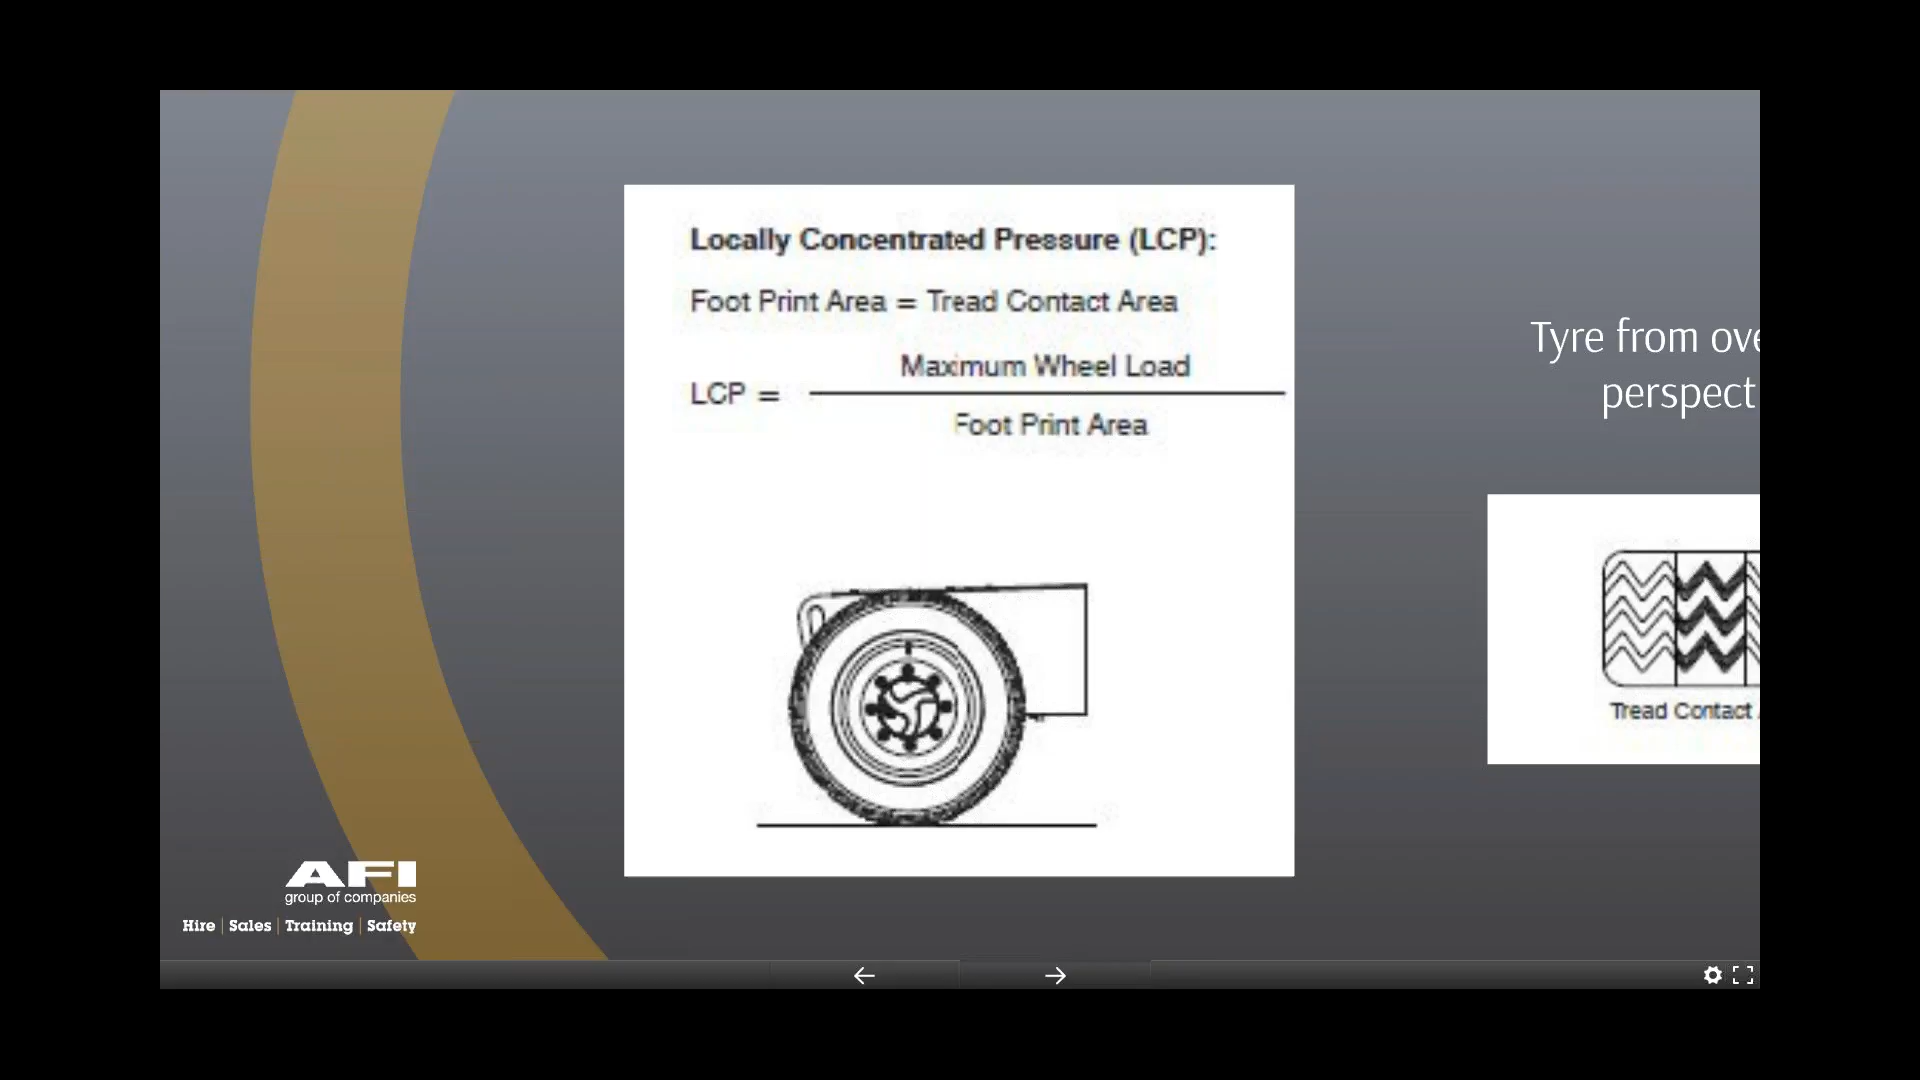 Locally Concentrated Pressure (LCP):
Foot Print Area = Tread Contact Area
Maximum Wheel Load
LCP =
Foot Print Area
Tyre from
perspect
Tread Contact
AFI
group of companies
Hire | Sales | Training | Safety